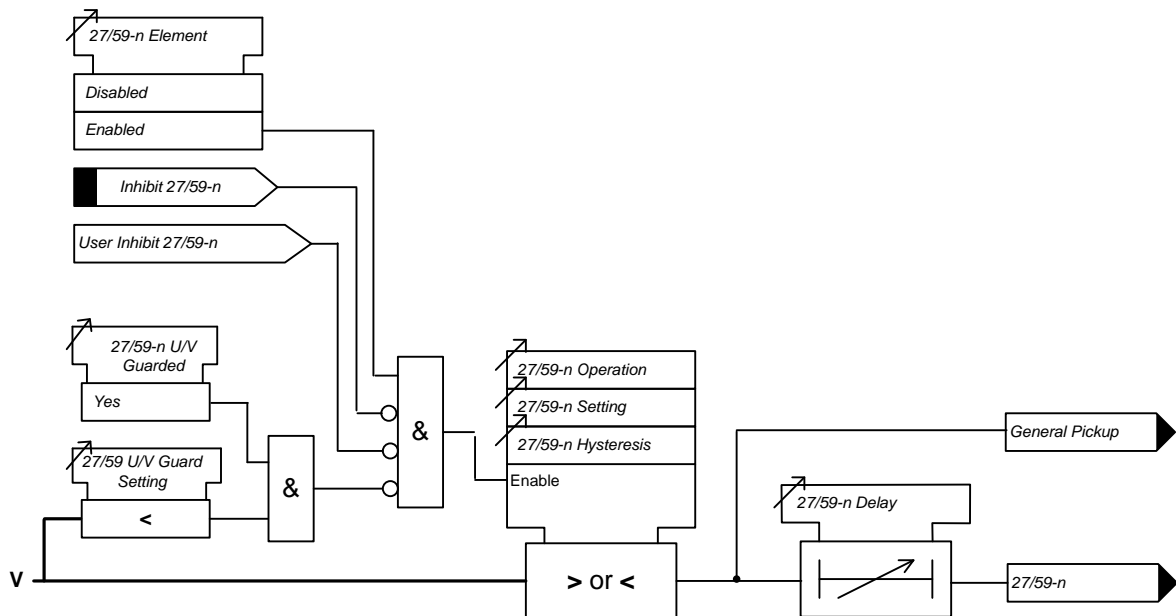 27/59-n Element
Disabled
Enabled
Inhibit 27/59-n
User Inhibit 27/59-n
27/59-n U/V
Guarded
Yes
27/59 U/V Guard
Setting
<
&
&
27/59-n Operation
27/59-n Setting
27/59-n Hysteresis
Enable
General Pickup
27/59-n Delay
V
> or <
27/59-n